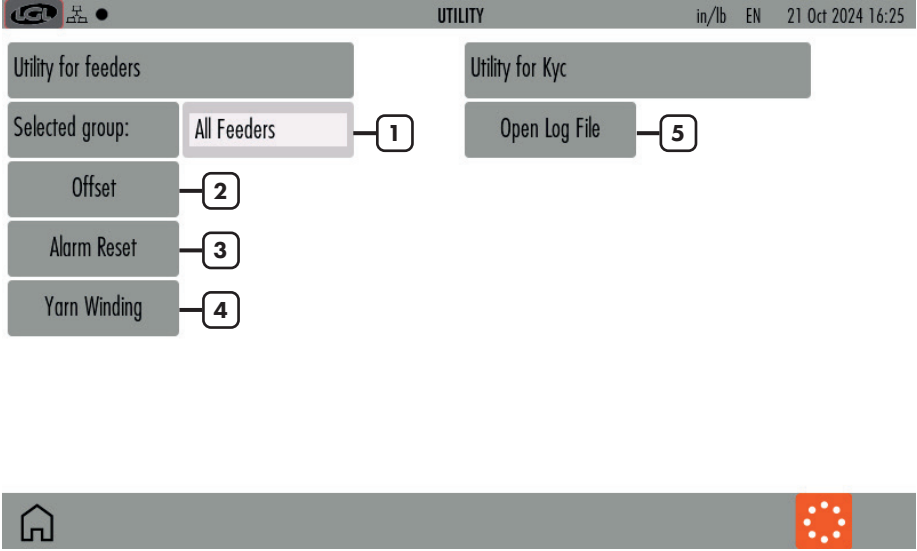 LGL UTILITY in/lb EN 21 Oct 2024 16:25
Utility for feeders
Utility for Kyc
Selected group: All Feeders 1
Open Log File 5
Offset 2
Alarm Reset 3
Yarn Winding 4